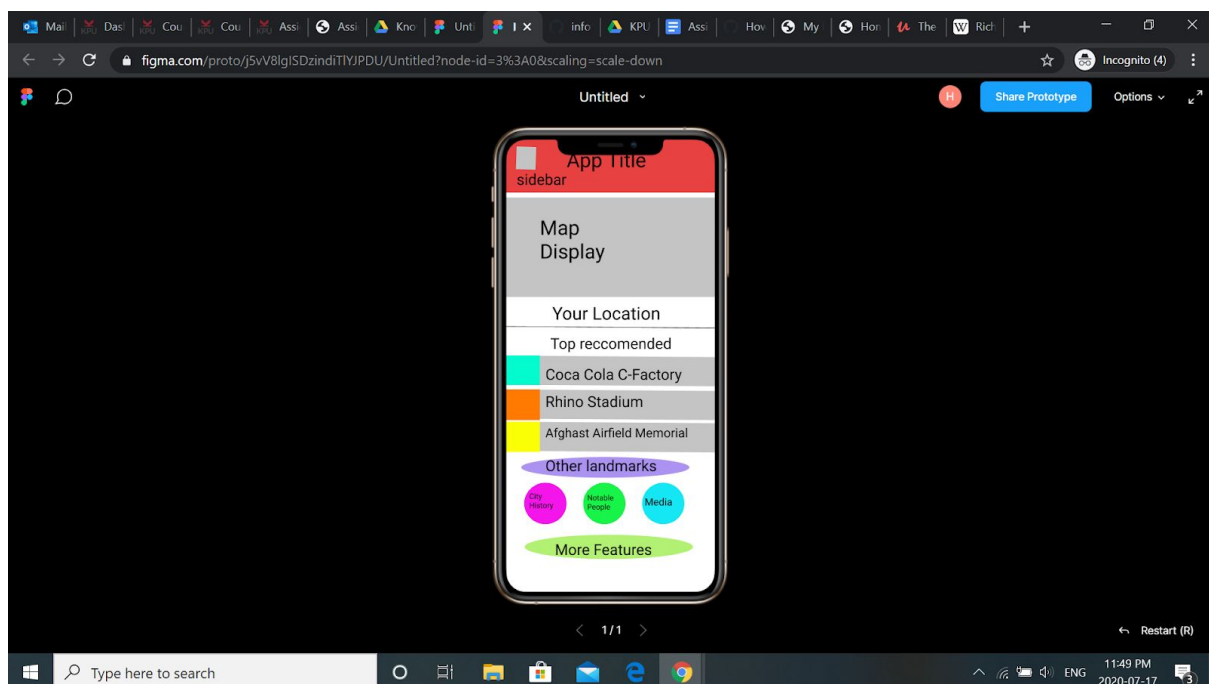 Mail Dasl Cou Cou Assi Assi Kno Unti I X info KPU Assi Hov My Hon The Rich
figma.com/proto/j5vV8lgISDzindiTlYJPDU/Untitled?node-id=3%3A0&scaling=scale-down
Incognito (4)
Untitled
H
Share Prototype
Options
App Title
sidebar
Map
Display
Your Location
Top reccomended
Coca Cola C-Factory
Rhino Stadium
Afghast Airfield Memorial
Other landmarks
City
History
Notable
People
Media
More Features
1/1
Restart (R)
Type here to search
ENG
11:49 PM
2020-07-17
3